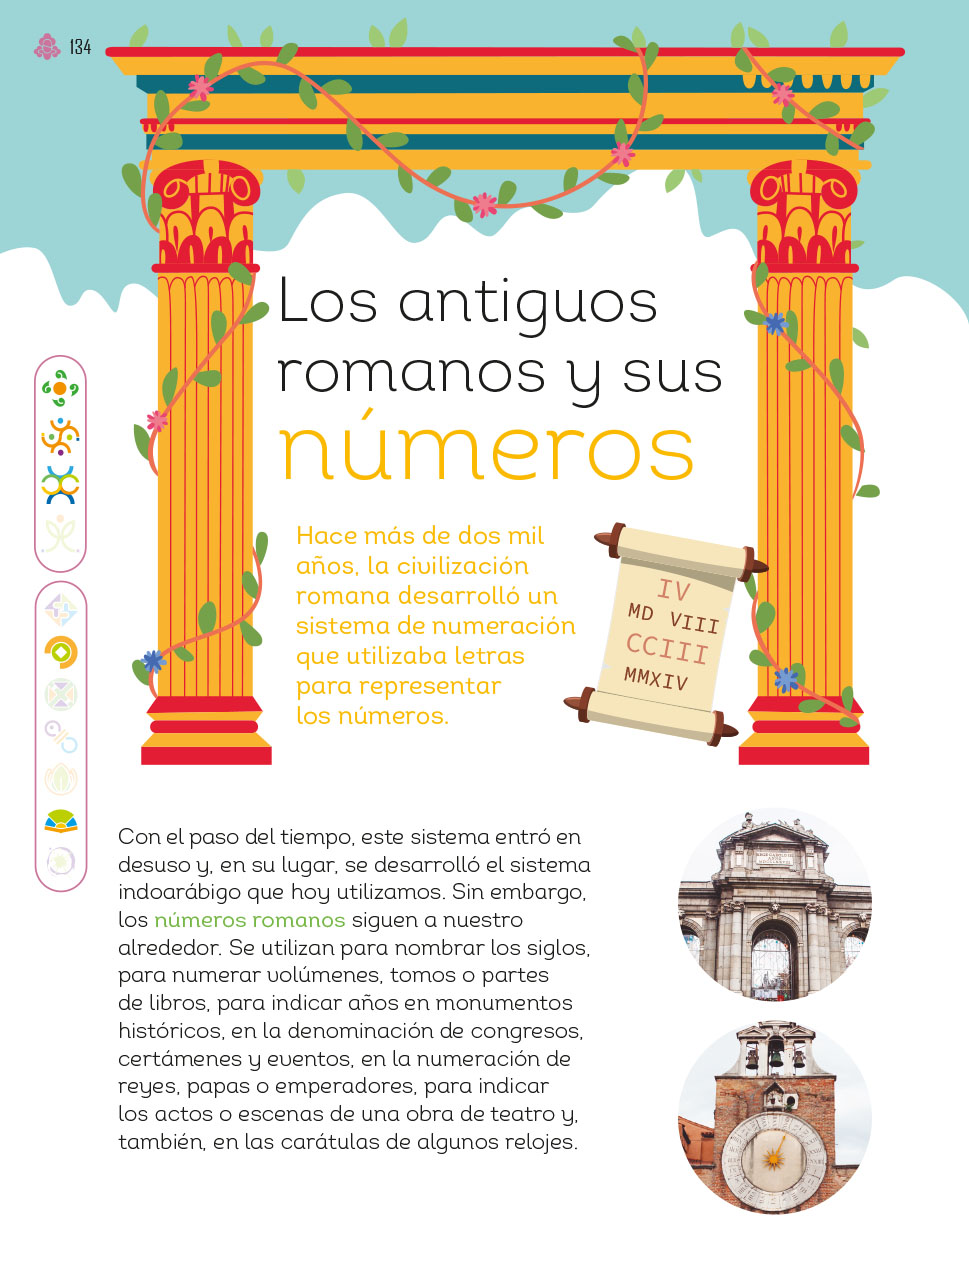 134
Los antiguos
romanos y sus
números
Hace más de dos mil
años, la civilización
romana desarrolló un
sistema de numeración
que utilizaba letras
para representar
los números.
IV
MD VIII
CCIII
MMXIV
Con el paso del tiempo, este sistema entró en
desuso y, en su lugar, se desarrolló el sistema
indoarábigo que hoy utilizamos. Sin embargo,
los números romanos siguen a nuestro
alrededor. Se utilizan para nombrar los siglos,
para numerar volúmenes, tomos o partes
de libros, para indicar años en monumentos
históricos, en la denominación de congresos,
certámenes y eventos, en la numeración de
reyes, papas o emperadores, para indicar
los actos o escenas de una obra de teatro y,
también, en las carátulas de algunos relojes.